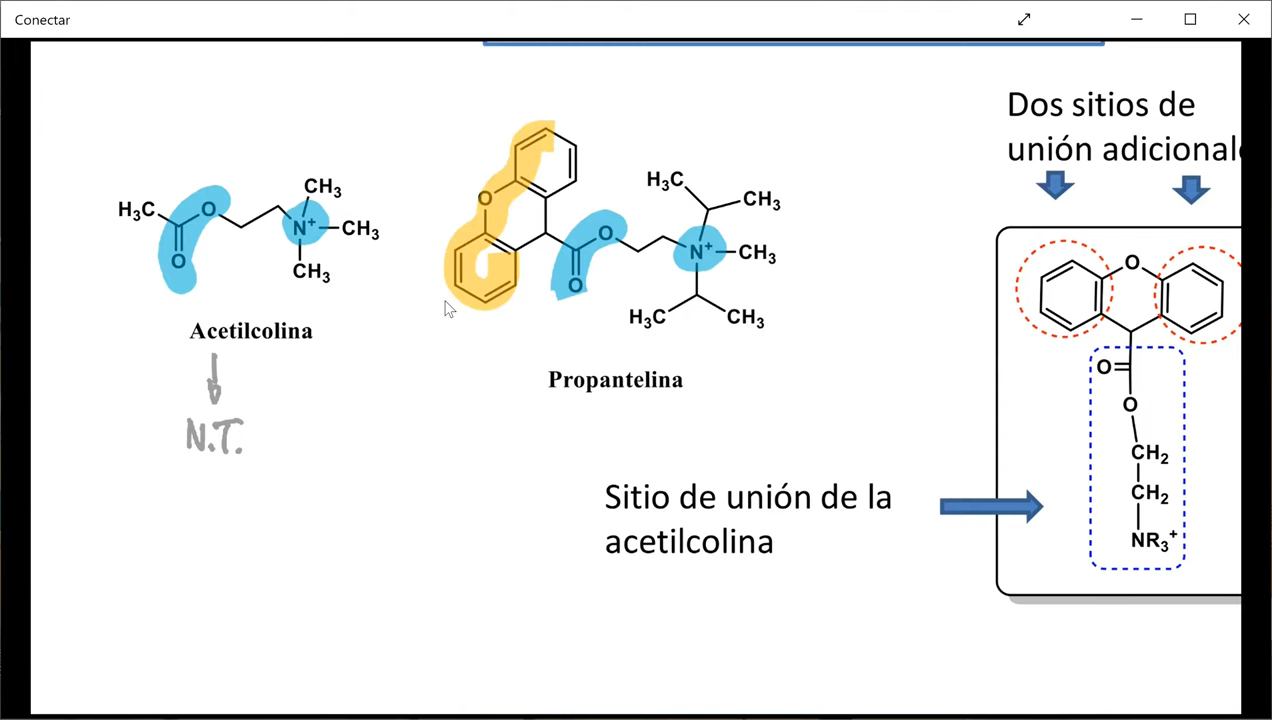 Conectar
Dos sitios de
unión adicional
H₃C
O
O
CH₃
N⁺
CH₃
CH₃
Acetilcolina
N.T.
O
O
O
H₃C
CH₃
N⁺
CH₃
H₃C
CH₃
Propantelina
Sitio de unión de la
acetilcolina
O
O
O
CH₂
CH₂
NR₃⁺